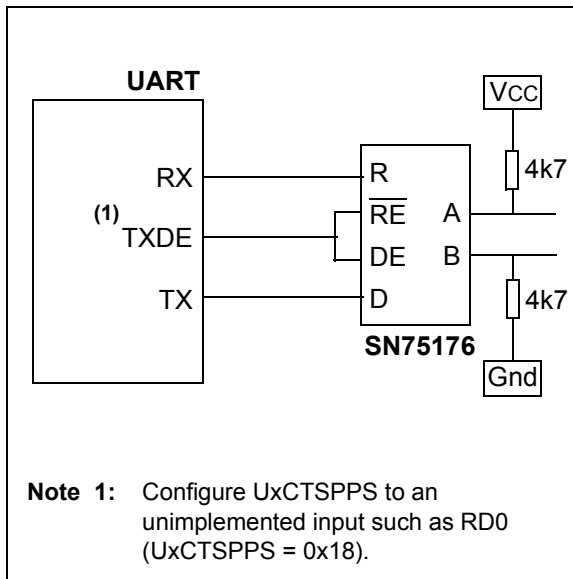 UART
VCC
RX
R
4k7
(1)
TXDE
RE
A
DE
B
TX
D
4k7
SN75176
Gnd
Note 1: Configure UxCTSPPS to an
unimplemented input such as RD0
(UxCTSPPS = 0x18).